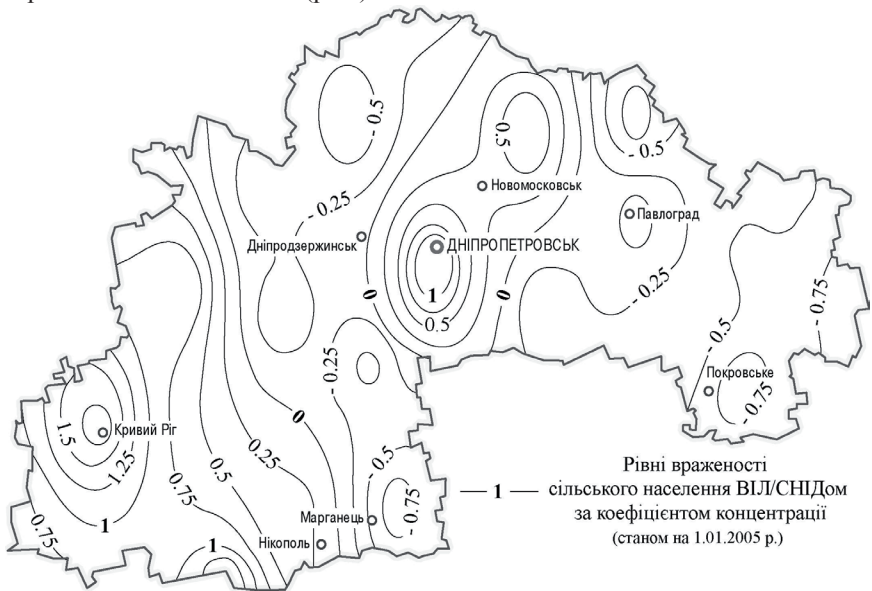 - 0.5
0.5
- 0.5
- 0.25
Новомосковськ
Павлоград
Дніпродзержинськ
ДНІПРОПЕТРОВСЬК
0
1
0
- 0.25
- 0.75
0.5
- 0.5
- 0.25
Покровське
- 0.75
0
1.5
Кривий Ріг
1.25
0.25
0.5
- 0.5
- 0.75
0.75
0.75
1
Марганець
1
Нікополь
— 1 —
Рівні враженості
сільського населення ВІЛ/СНІДом
за коефіцієнтом концентрації
(станом на 1.01.2005 р.)